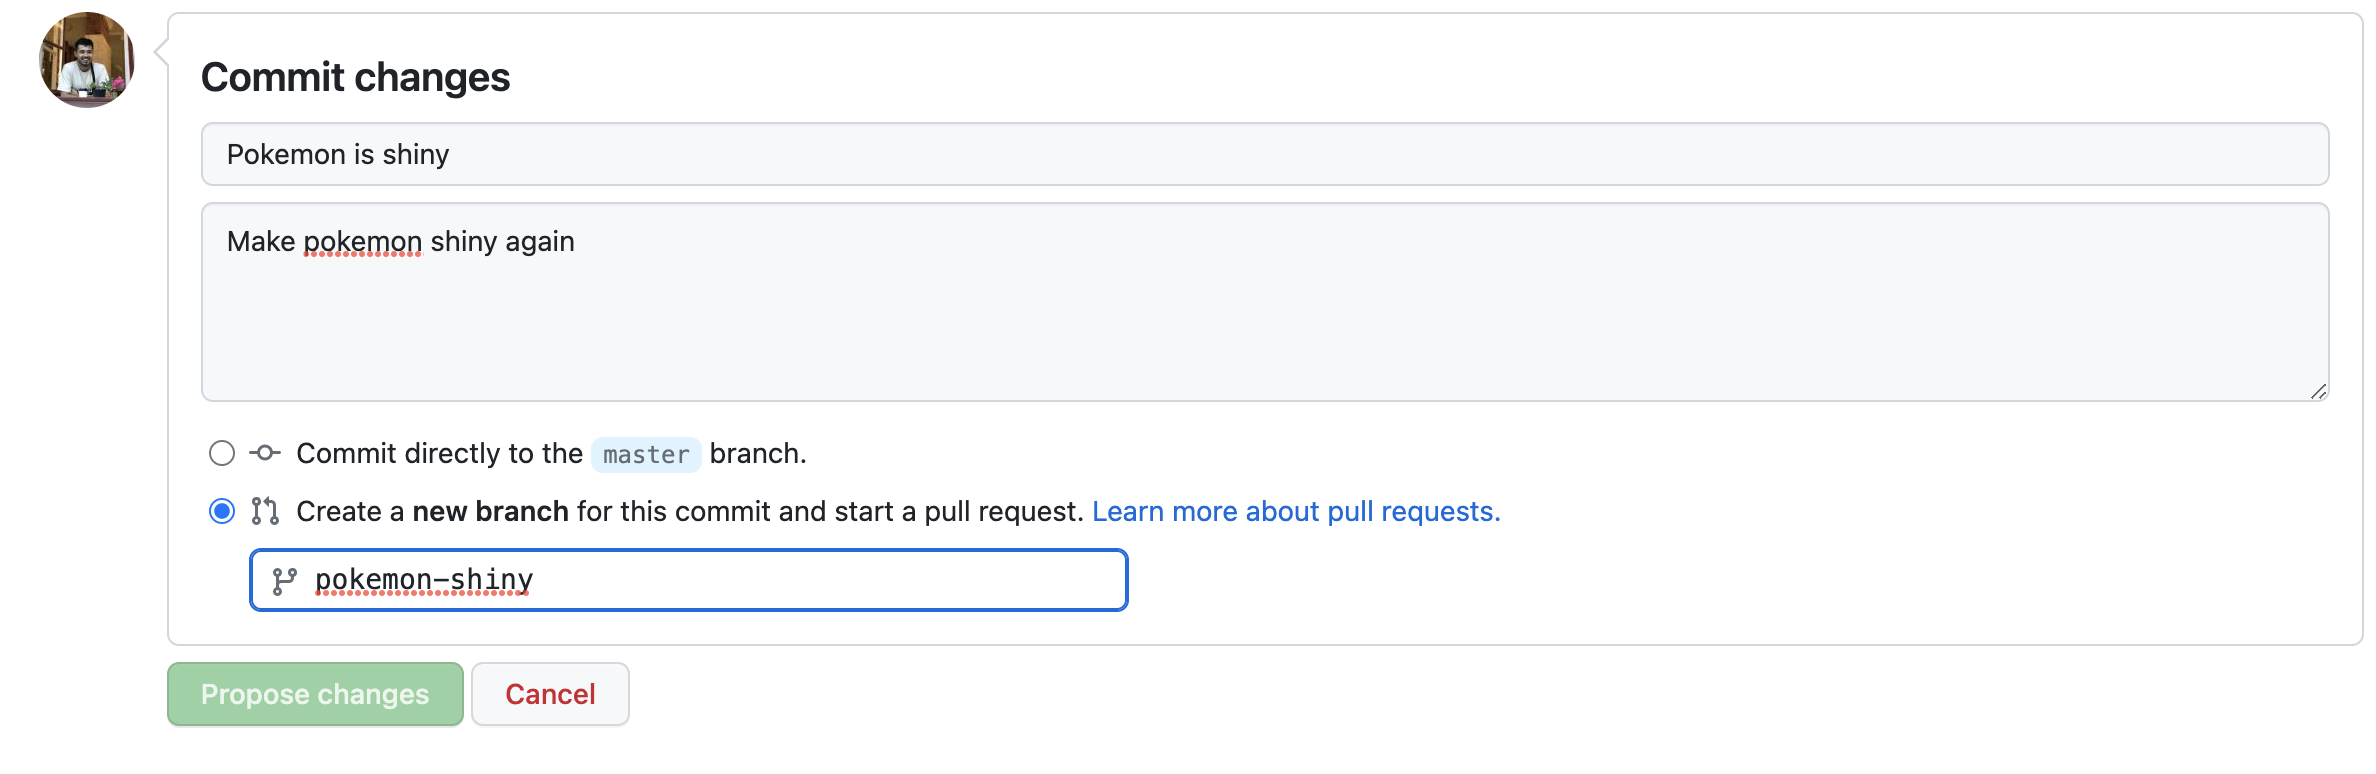 Commit changes
Pokemon is shiny
Make pokemon shiny again
Commit directly to the master branch.
Create a new branch for this commit and start a pull request. Learn more about pull requests.
pokemon-shiny
Propose changes Cancel